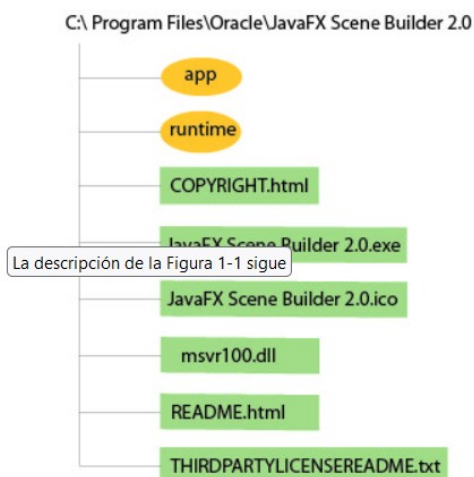 C:\ Program Files\Oracle\JavaFX Scene Builder 2.0
app
runtime
COPYRIGHT.html
JavaFX Scene Builder 2.0.exe
La descripción de la Figura 1-1 sigue
JavaFX Scene Builder 2.0.ico
msvr100.dll
README.html
THIRDPARTYLICENSEREADME.txt